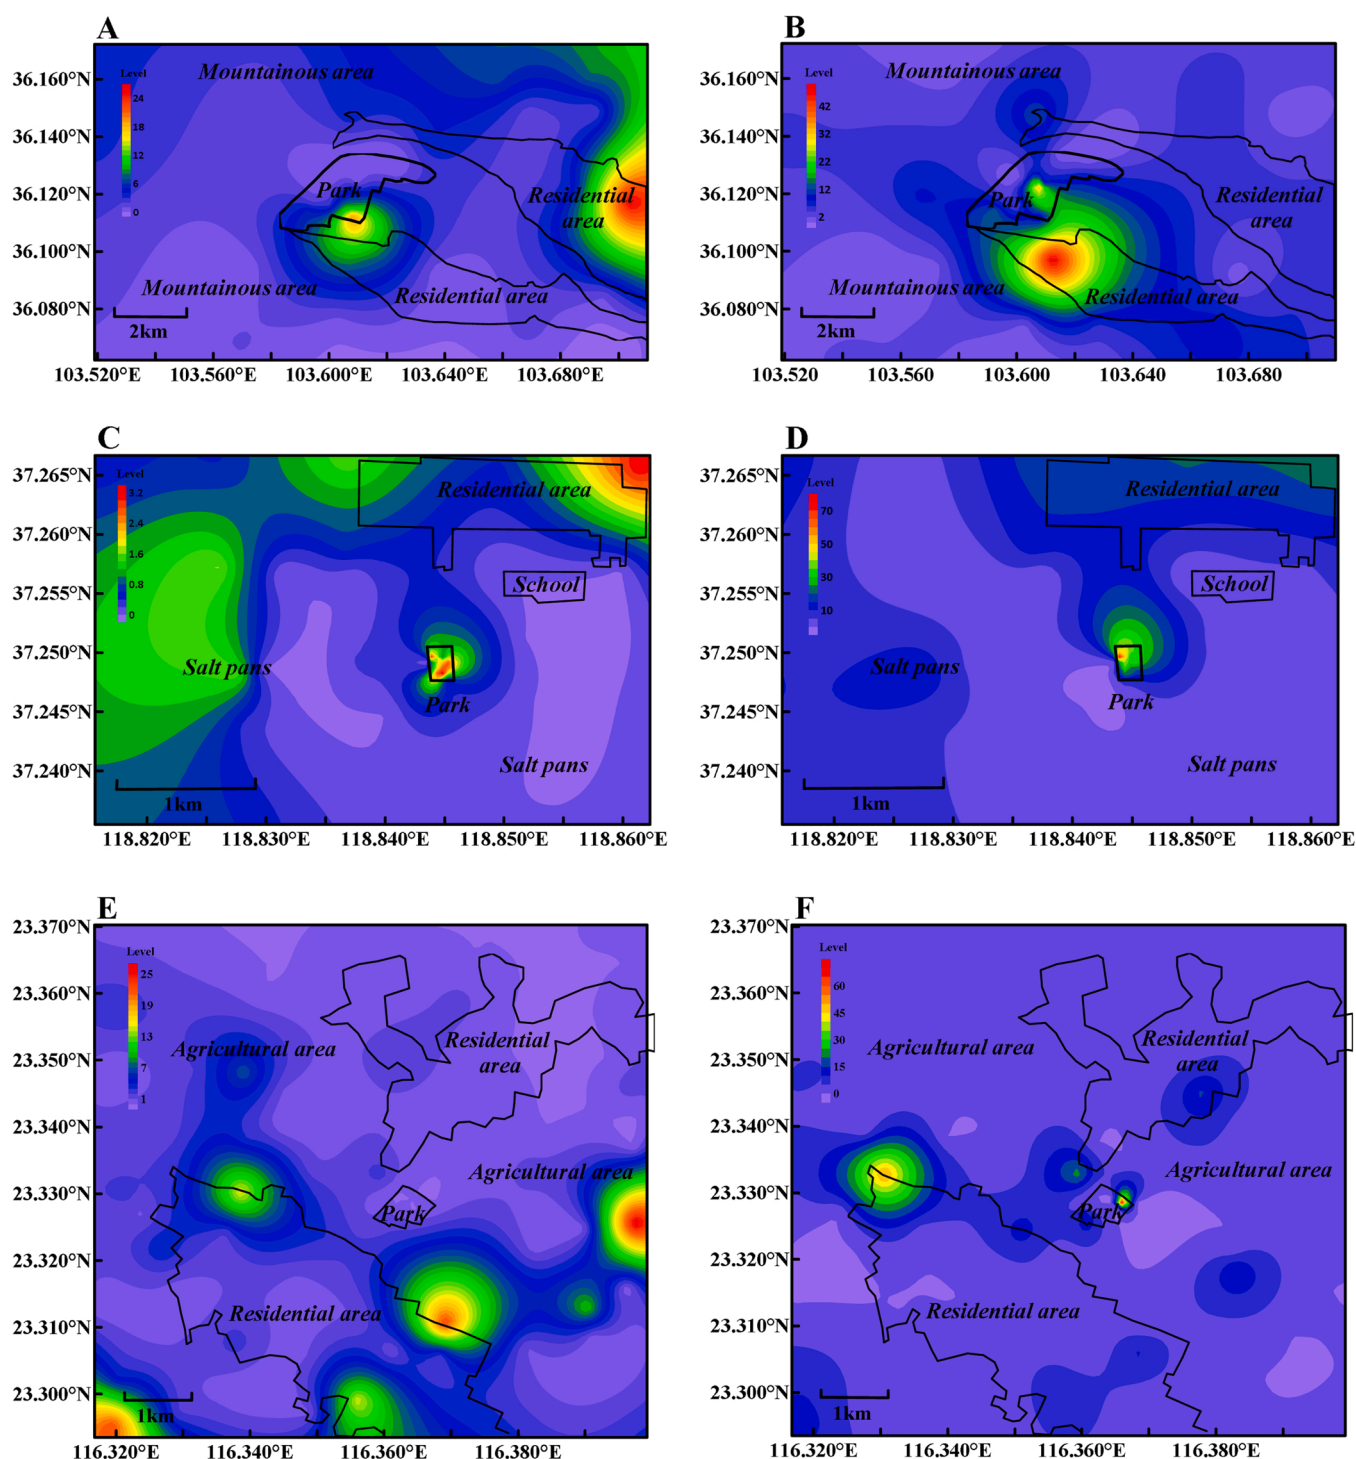 A
36.160°N
36.140°N
36.120°N
36.100°N
36.080°N
Level
24
18
12
6
0
Mountainous area
Park
Residential
area
Mountainous area
Residential area
2km
103.520°E
103.560°E
103.600°E
103.640°E
103.680°E
B
36.160°N
36.140°N
36.120°N
36.100°N
36.080°N
Level
42
32
22
12
2
Mountainous area
Park
Residential
area
Mountainous area
Residential area
2km
103.520
103.560
103.600
103.640
103.680
C
37.265°N
37.260°N
37.255°N
37.250°N
37.245°N
37.240°N
Level
3.2
2.4
1.6
0.8
0
Residential area
School
Salt pans
Park
Salt pans
1km
118.820°E
118.830°E
118.840°E
118.850°E
118.860°E
D
37.265°N
37.260°N
37.255°N
37.250°N
37.245°N
37.240°N
Level
70
50
30
10
Residential area
School
Salt pans
Park
Salt pans
1km
118.820°E
118.830°E
118.840°E
118.850°E
118.860°E
E
23.370°N
23.360°N
23.350°N
23.340°N
23.330°N
23.320°N
23.310°N
23.300°N
Level
25
19
13
7
1
Agricultural area
Residential
area
Agricultural area
Park
Residential area
1km
116.320°E
116.340°E
116.360°E
116.380°E
F
23.370°N
23.360°N
23.350°N
23.340°N
23.330°N
23.320°N
23.310°N
23.300°N
Level
60
45
30
15
0
Agricultural area
Residential
area
Agricultural area
Park
Residential area
1km
116.320°E
116.340°E
116.360°E
116.380°E